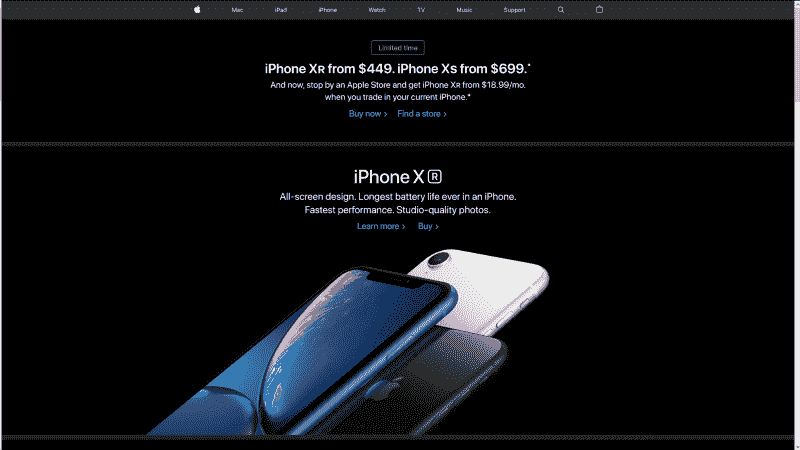 Mac iPad iPhone Watch TV Music Support
Limited time
iPhone XR from $449. iPhone Xs from $699.*
And now, stop by an Apple Store and get iPhone XR from $18.99/mo.
when you trade in your current iPhone.*
Buy now > Find a store >
iPhone XR
All-screen design. Longest battery life ever in an iPhone.
Fastest performance. Studio-quality photos.
Learn more > Buy >